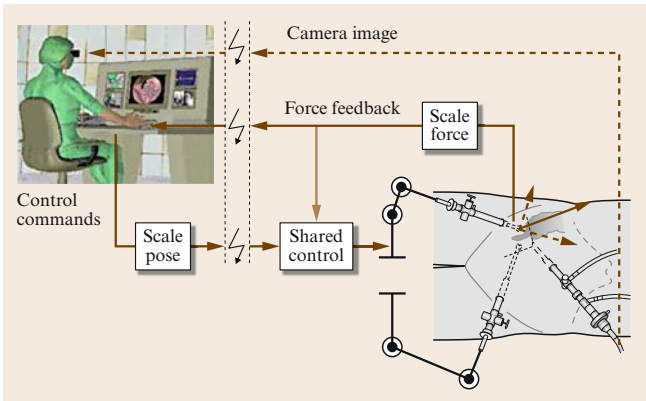 Camera image
Force feedback
Scale
force
Control
commands
Scale
pose
Shared
control